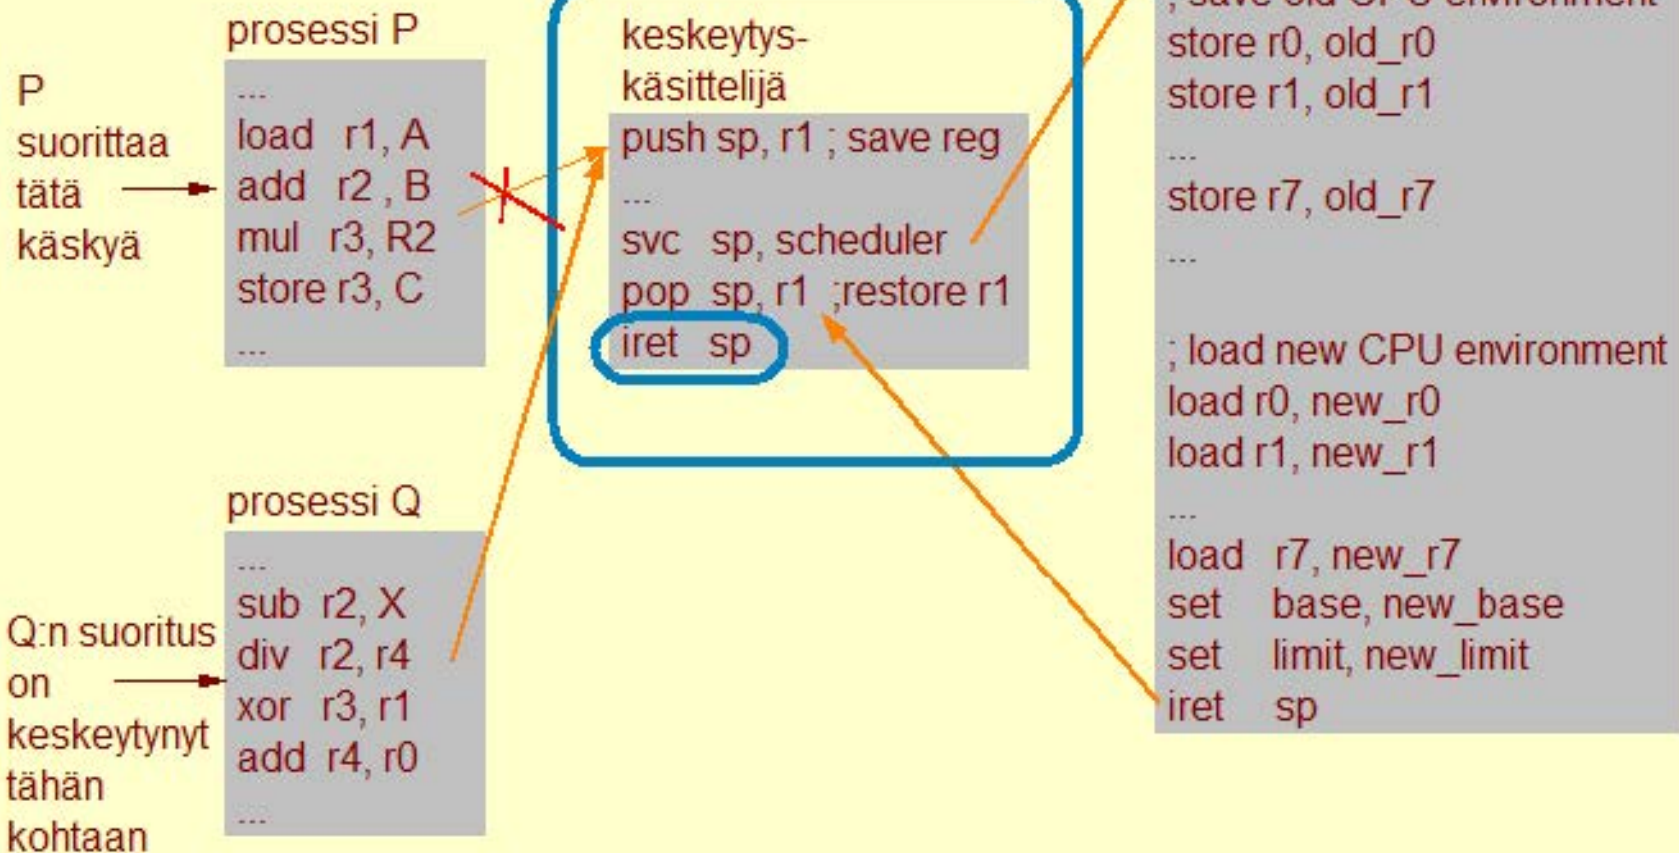 prosessi P
P
suorittaa
tätä
käskyä
...
load r1, A
add r2 , B
mul r3, R2
store r3, C
...
keskeytys-
käsittelijä
push sp, r1 ; save reg
...
svc sp, scheduler
pop sp, r1 ;restore r1
iret sp
prosessi Q
Q:n suoritus
on
keskeytynyt
tähän
kohtaan
...
sub r2, X
div r2, r4
xor r3, r1
add r4, r0
...
; save old CPU environment
store r0, old_r0
store r1, old_r1
...
store r7, old_r7
...
; load new CPU environment
load r0, new_r0
load r1, new_r1
...
load r7, new_r7
set base, new_base
set limit, new_limit
iret sp